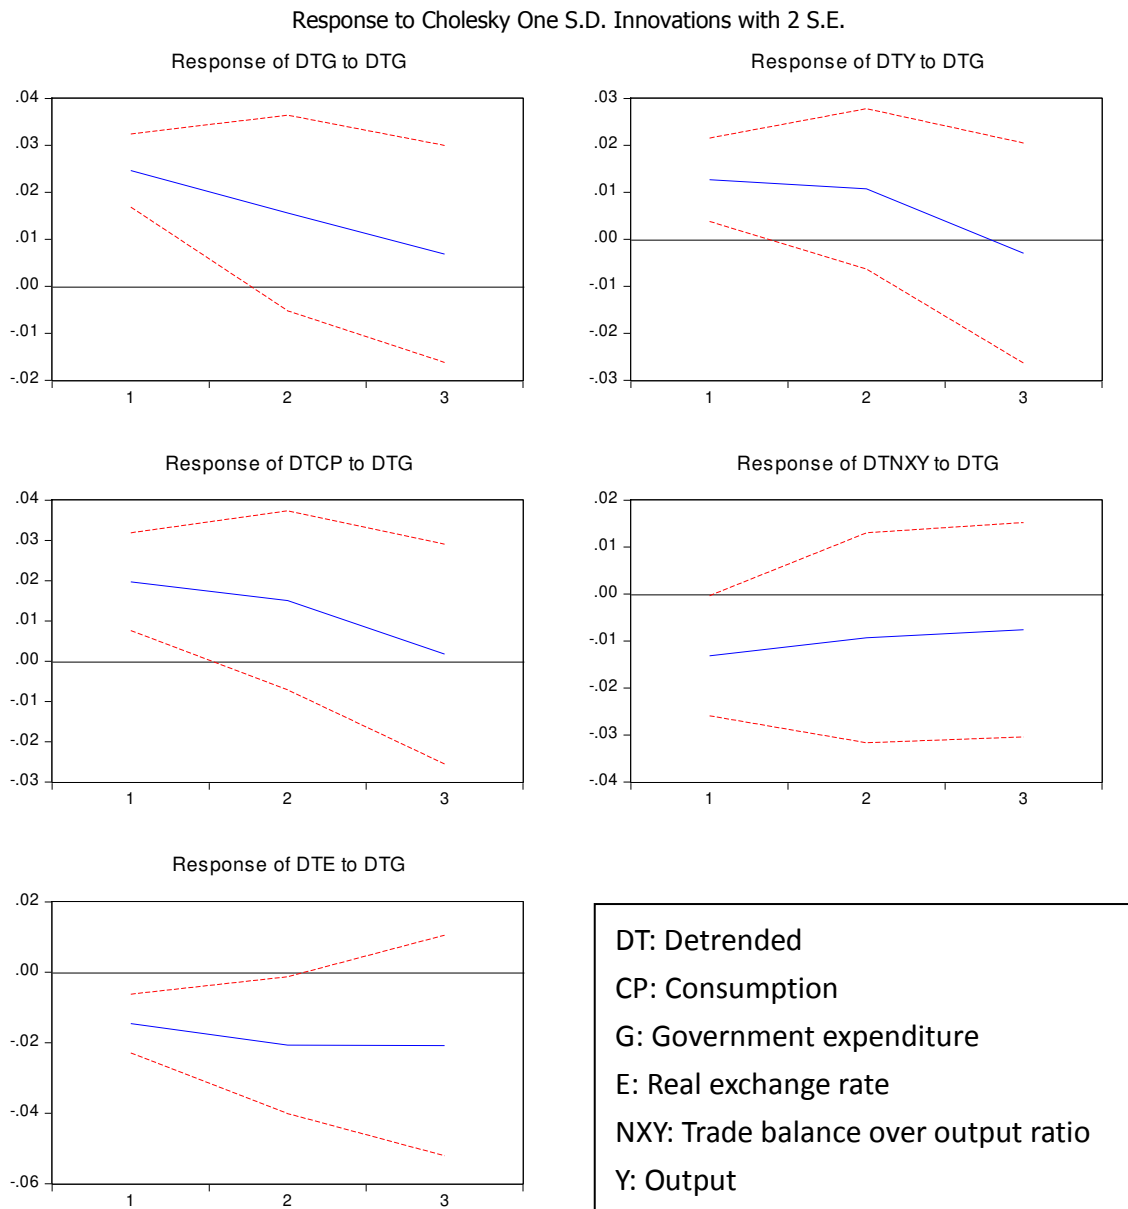 Response to Cholesky One S.D. Innovations with 2 S.E.
Response of DTG to DTG
.04
.03
.02
.01
.00
-.01
-.02
1 2 3
Response of DTY to DTG
.03
.02
.01
.00
-.01
-.02
-.03
1 2 3
Response of DTCP to DTG
.04
.03
.02
.01
.00
-.01
-.02
-.03
1 2 3
Response of DTNXY to DTG
.02
.01
.00
-.01
-.02
-.03
-.04
1 2 3
Response of DTE to DTG
.02
.00
-.02
-.04
-.06
1 2 3
DT: Detrended
CP: Consumption
G: Government expenditure
E: Real exchange rate
NXY: Trade balance over output ratio
Y: Output